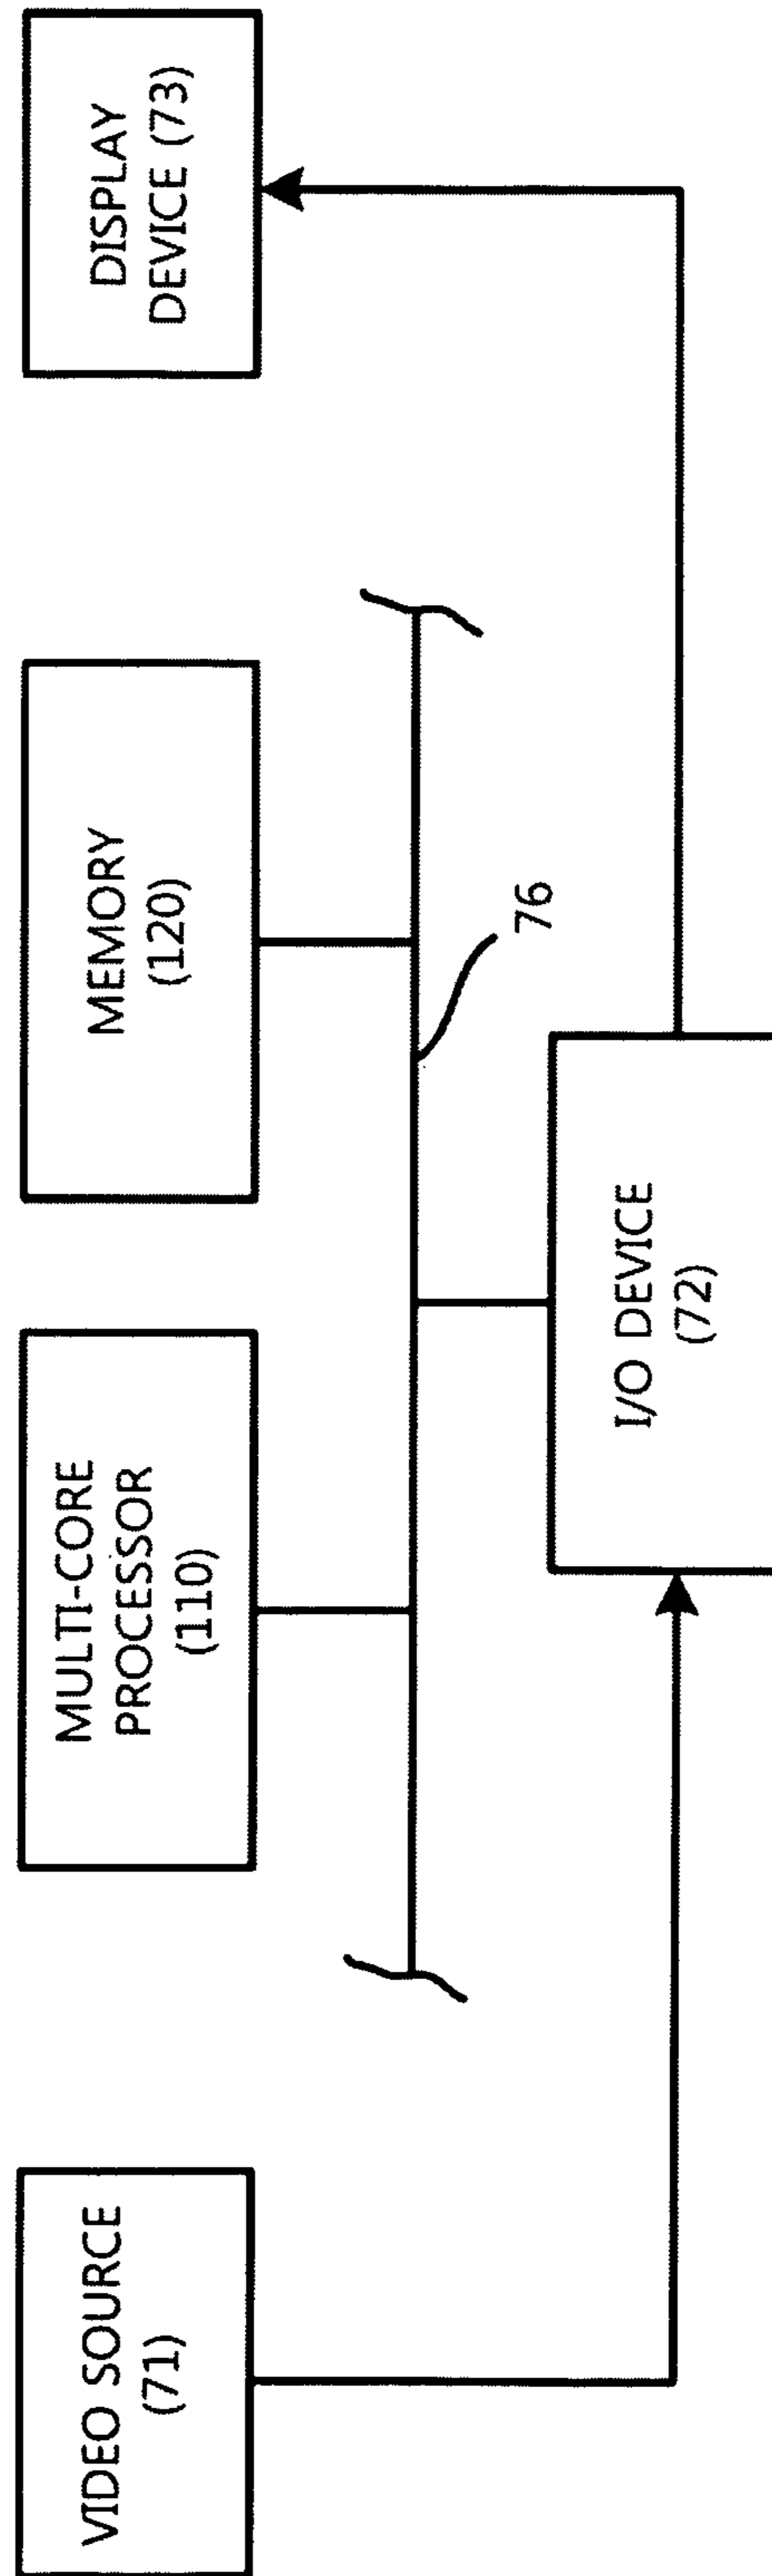 VIDEO SOURCE
(71)
MULTI-CORE
PROCESSOR
(110)
MEMORY
(120)
DISPLAY
DEVICE (73)
76
I/O DEVICE
(72)